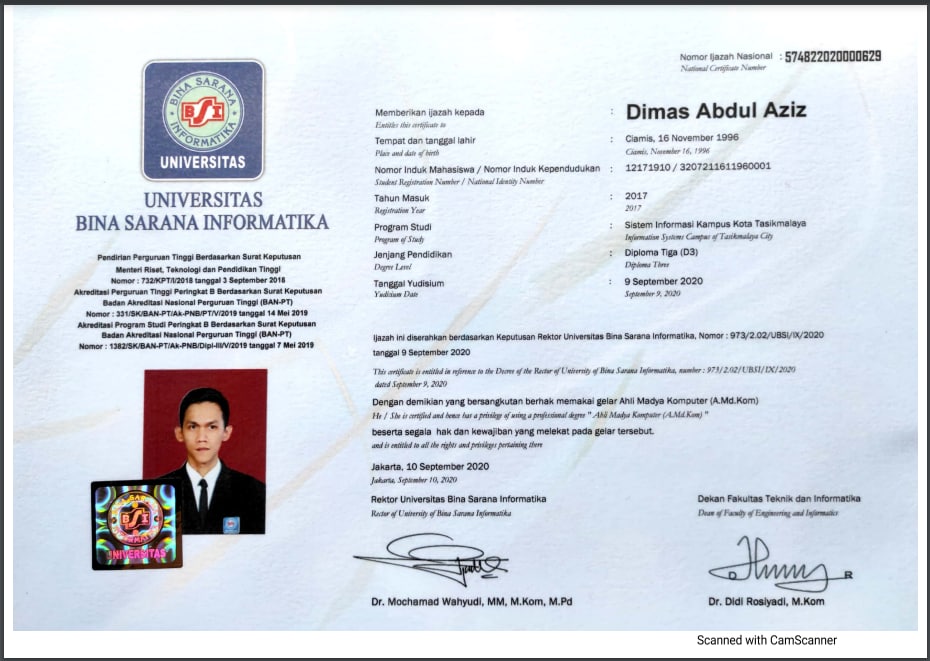 Nomor Ijazah Nasional : 574822020000629
National Certificate Number
BINA SARANA
BSI
INFORMATIKA
UNIVERSITAS
UNIVERSITAS
BINA SARANA INFORMATIKA
Pendirian Perguruan Tinggi Berdasarkan Surat Keputusan
Menteri Riset, Teknologi dan Pendidikan Tinggi
Nomor : 732/KPT/I/2018 tanggal 3 September 2018
Akreditasi Perguruan Tinggi Peringkat B Berdasarkan Surat Keputusan
Badan Akreditasi Nasional Perguruan Tinggi (BAN-PT)
Nomor : 331/SK/BAN-PT/Ak-PNB/PT/V/2019 tanggal 14 Mei 2019
Akreditasi Program Studi Peringkat B Berdasarkan Surat Keputusan
Badan Akreditasi Nasional Perguruan Tinggi (BAN-PT)
Nomor : 1382/SK/BAN-PT/Ak-PNB/Dipl-III/V/2019 tanggal 7 Mei 2019
BSI
UNIVERSITAS
Memberikan ijazah kepada : Dimas Abdul Aziz
Entitles this certificate to
Tempat dan tanggal lahir : Ciamis, 16 November 1996
Place and date of birth Ciamis, November 16, 1996
Nomor Induk Mahasiswa / Nomor Induk Kependudukan : 12171910 / 3207211611960001
Student Registration Number / National Identity Number
Tahun Masuk : 2017
Registration Year 2017
Program Studi : Sistem Informasi Kampus Kota Tasikmalaya
Program of Study Information Systems Campus of Tasikmalaya City
Jenjang Pendidikan : Diploma Tiga (D3)
Degree Level Diploma Three
Tanggal Yudisium : 9 September 2020
Yudisium Date September 9, 2020
Ijazah ini diserahkan berdasarkan Keputusan Rektor Universitas Bina Sarana Informatika, Nomor : 973/2.02/UBSI/IX/2020
tanggal 9 September 2020
This certificate is entitled in reference to the Decree of the Rector of University of Bina Sarana Informatika, number : 973/2.02/UBSI/IX/2020
dated September 9, 2020
Dengan demikian yang bersangkutan berhak memakai gelar Ahli Madya Komputer (A.Md.Kom)
He / She is certified and hence has a privilege of using a professional degree " Ahli Madya Komputer (A.Md.Kom) "
beserta segala hak dan kewajiban yang melekat pada gelar tersebut.
and is entitled to all the rights and privileges pertaining there
Jakarta, 10 September 2020
Jakarta, September 10, 2020
Rektor Universitas Bina Sarana Informatika
Rector of University of Bina Sarana Informatika
Dr. Mochamad Wahyudi, MM, M.Kom, M.Pd
Dekan Fakultas Teknik dan Informatika
Dean of Faculty of Engineering and Informatics
Dr. Didi Rosiyadi, M.Kom
Scanned with CamScanner